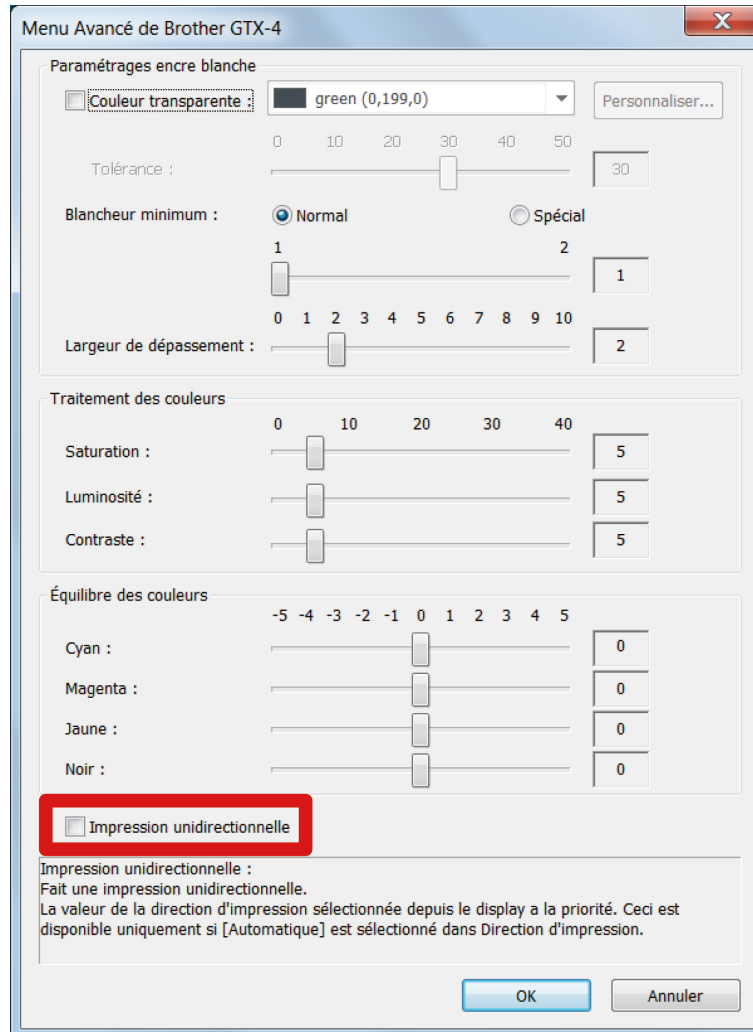 Menu Avancé de Brother GTX-4
X
Paramétrages encre blanche
Couleur transparente : green (0,199,0) Personnaliser...
0 10 20 30 40 50
Tolérance : 30
Blancheur minimum : Normal Spécial
1 2
1
0 1 2 3 4 5 6 7 8 9 10
Largeur de dépassement : 2
Traitement des couleurs
0 10 20 30 40
Saturation : 5
Luminosité : 5
Contraste : 5
Équilibre des couleurs
-5 -4 -3 -2 -1 0 1 2 3 4 5
Cyan : 0
Magenta : 0
Jaune : 0
Noir : 0
Impression unidirectionnelle
Impression unidirectionnelle :
Fait une impression unidirectionnelle.
La valeur de la direction d'impression sélectionnée depuis le display a la priorité. Ceci est
disponible uniquement si [Automatique] est sélectionné dans Direction d'impression.
OK Annuler